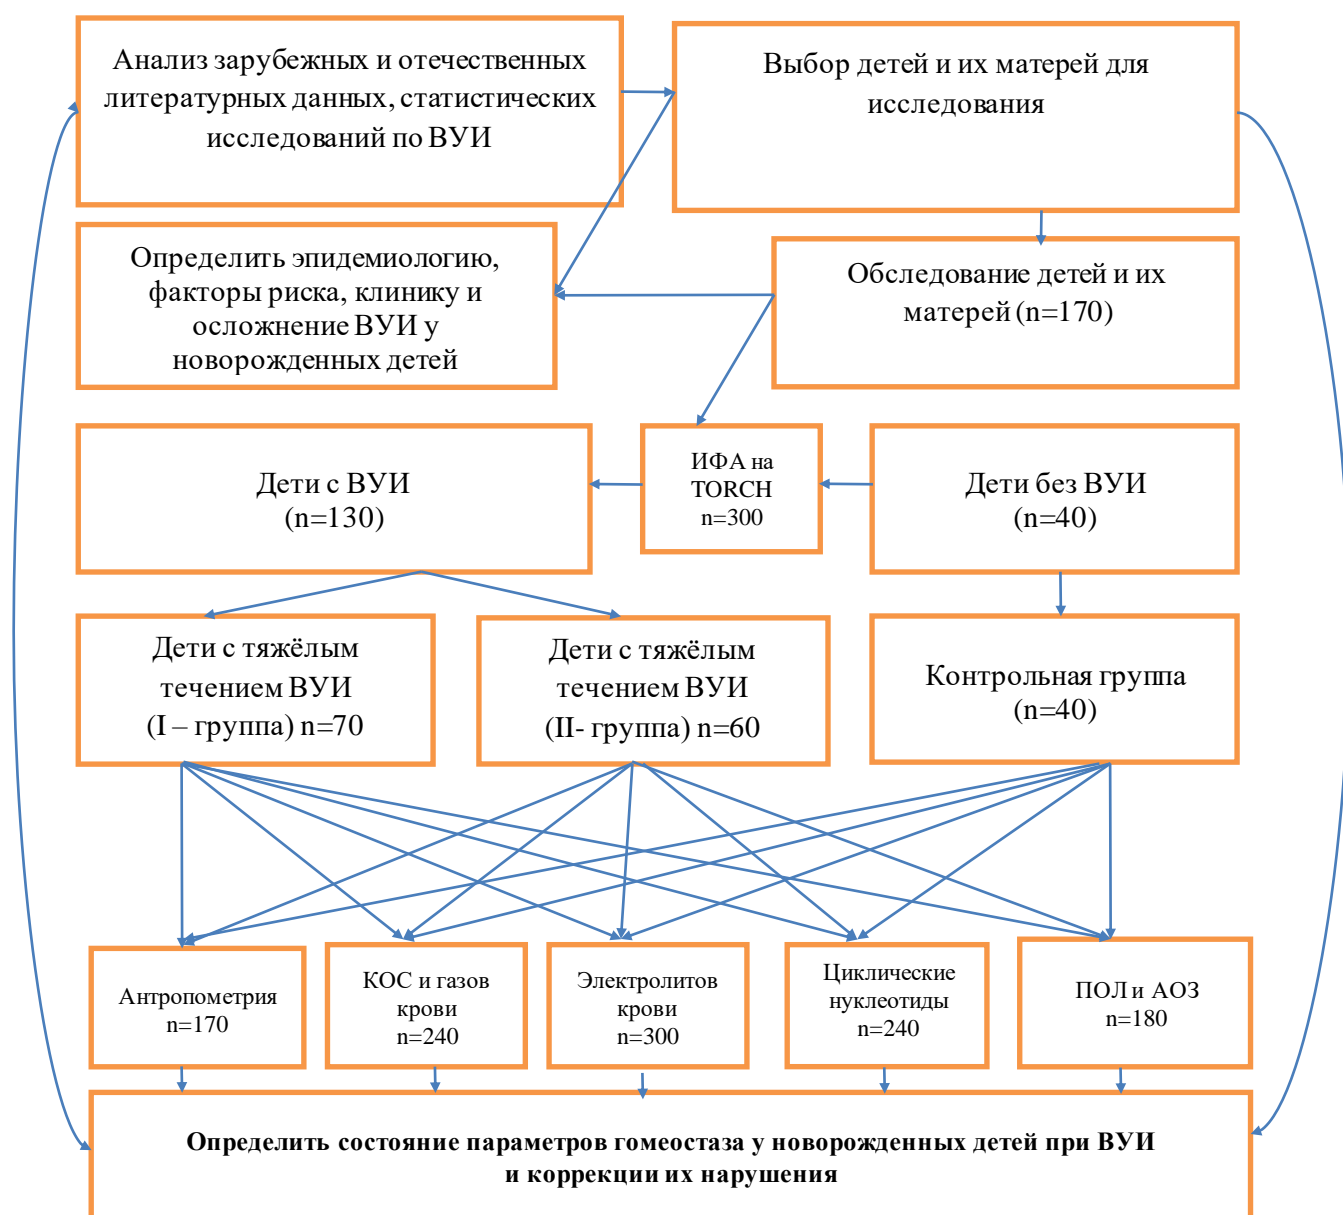 Анализ зарубежных и отечественных
литературных данных, статистических
исследований по ВУИ
Выбор детей и их матерей для
исследования
Определить эпидемиологию,
факторы риска, клинику и
осложнение ВУИ у
новорожденных детей
Обследование детей и их
матерей (n=170)
Дети с ВУИ
(n=130)
ИФА на
TORCH
n=300
Дети без ВУИ
(n=40)
Дети с тяжёлым
течением ВУИ
(I – группа) n=70
Дети с тяжёлым
течением ВУИ
(II- группа) n=60
Контрольная группа
(n=40)
Антропометрия
n=170
КОС и газов
крови
n=240
Электролитов
крови
n=300
Циклические
нуклеотиды
n=240
ПОЛ и АОЗ
n=180
Определить состояние параметров гомеостаза у новорожденных детей при ВУИ
и коррекции их нарушения